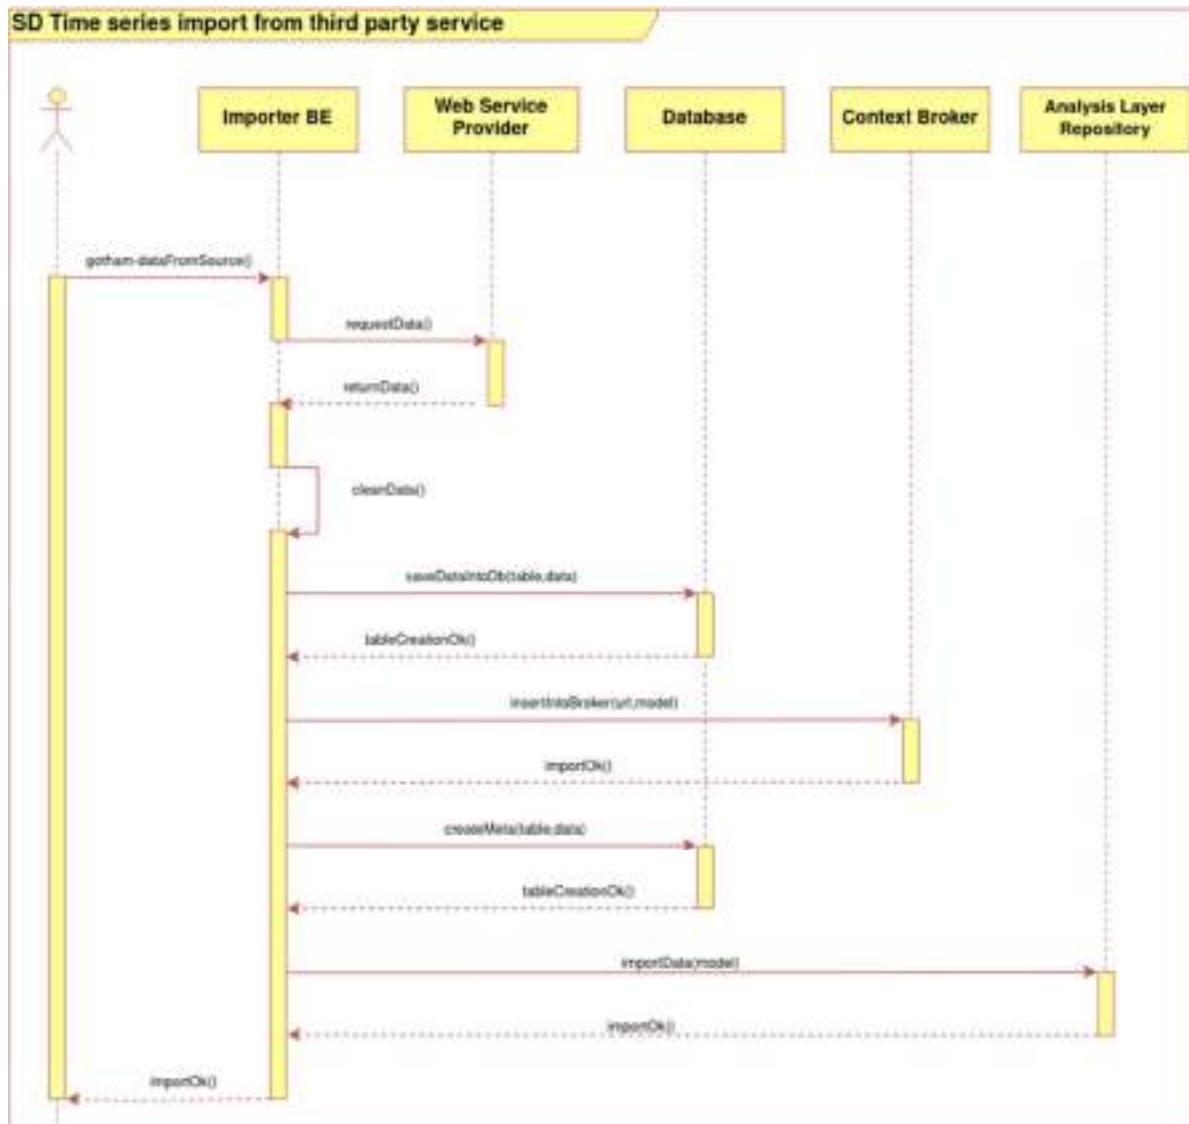 SD Time series import from third party service
Importer BE
Web Service
Provider
Database
Context Broker
Analysis Layer
Repository
gotham-dataFromSource()
requestData()
returnData()
cleanData()
saveDataIntoDb(table,data)
tableCreationOk()
insertIntoBroker(url,model)
importOk()
createMeta(table,data)
tableCreationOk()
importData(model)
importOk()
importOk()